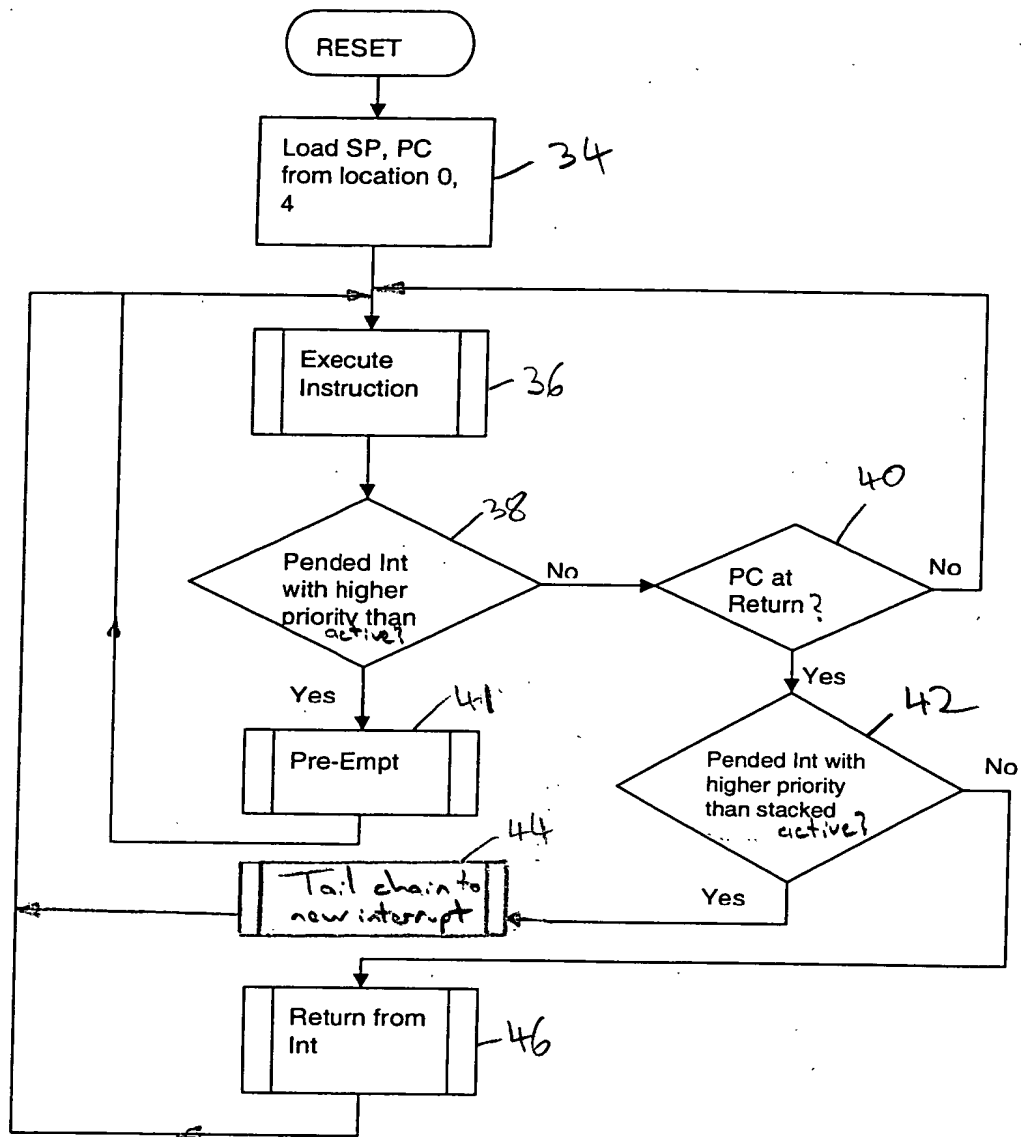 RESET
Load SP, PC
from location 0,
4
34
Execute
Instruction
36
38
Pended Int
with higher
priority than
active?
No
40
PC at
Return?
No
Yes
Yes
41
Pre-Empt
42
Pended Int with
higher priority
than stacked
active?
No
Yes
44
Tail chain to
new interrupt
Return from
Int
46